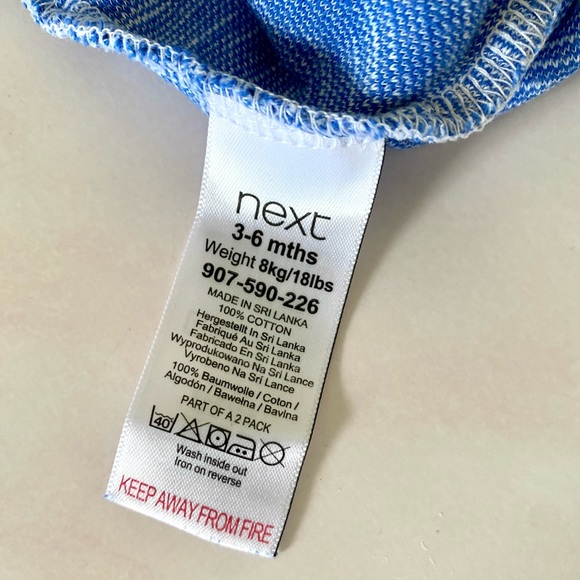 next
3-6 mths
Weight 8kg/18lbs
907-590-226
MADE IN SRI LANKA
100% COTTON
Hergestellt In Sri Lanka
Fabriqué Au Sri Lanka
Fabricado En Sri Lanka
Wyprodukowano Na Sri Lance
Vyrobeno Na Sri Lance
100% Baumwolle / Coton /
Algodón / Bawełna / Bavlna
PART OF A 2 PACK
40
Wash inside out
Iron on reverse
KEEP AWAY FROM FIRE